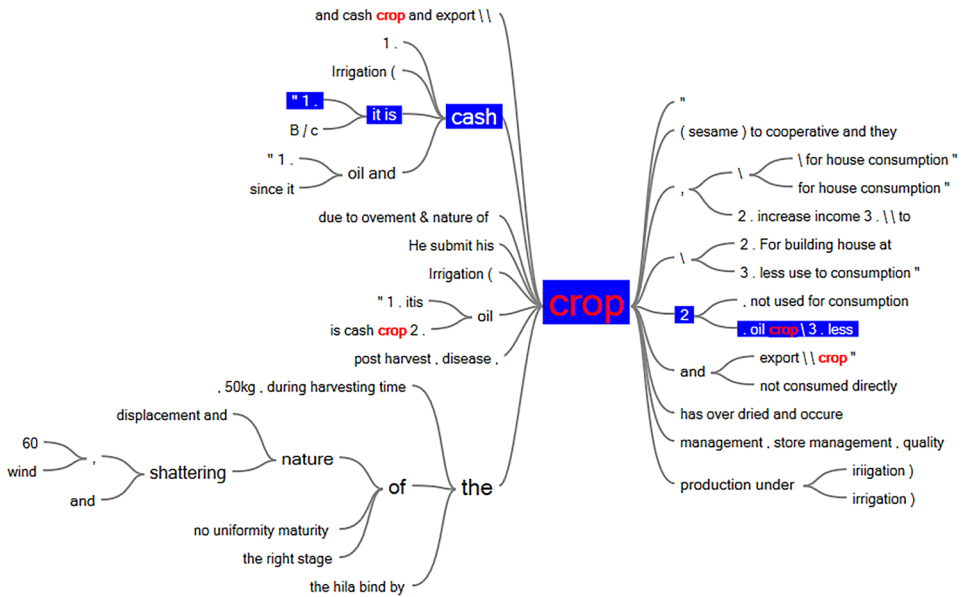 and cash crop and export \ \
1 .
Irrigation (
" 1 .
it is
B / c
cash
" 1 .
since it
oil and
due to ovement & nature of
He submit his
Irrigation (
" 1 . itis
is cash crop 2 .
oil
post harvest , disease ,
, 50kg , during harvesting time
displacement and
60
wind
,
and
shattering
nature
of
no uniformity maturity
the right stage
the
the hila bind by
crop
"
( sesame ) to cooperative and they
,
\
\ for house consumption "
for house consumption "
2 . increase income 3 . \ \ to
\
2 . For building house at
3 . less use to consumption "
2
, not used for consumption
. oil crop \ 3 . less
and
export \ \ crop "
not consumed directly
has over dried and occure
management , store management , quality
production under
iriigation )
irrigation )